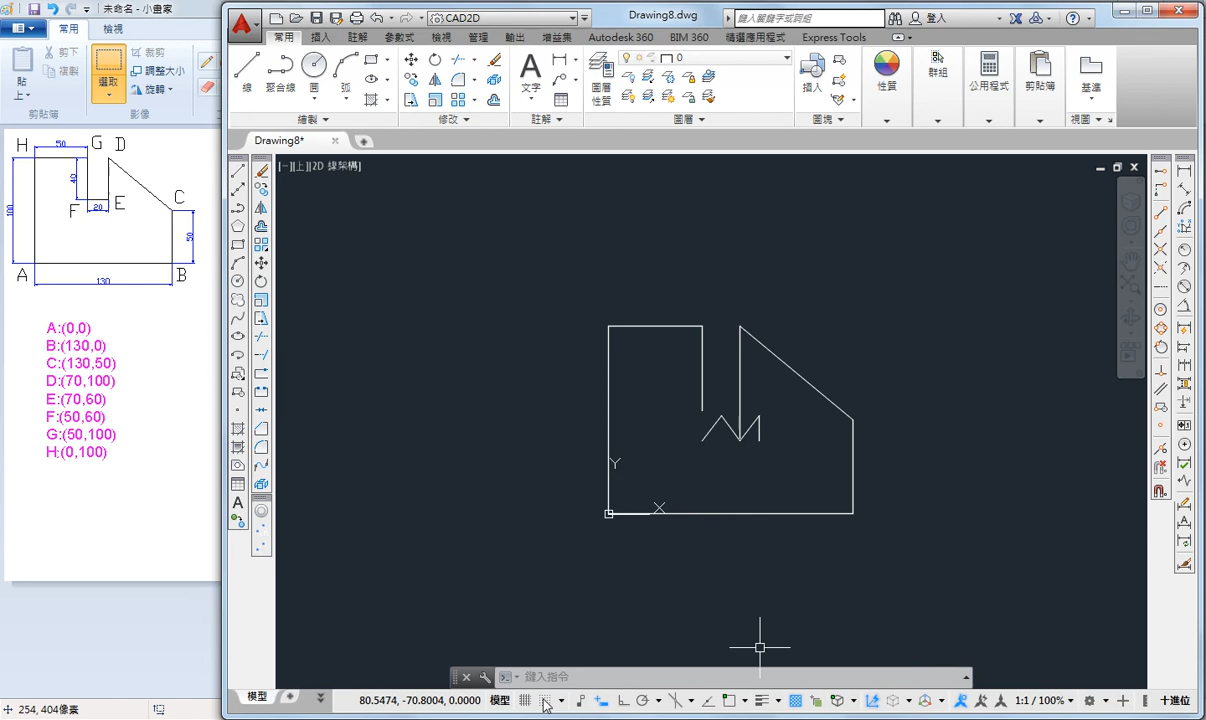 未命名 - 小畫家
常用
檢視
貼上
剪下
複製
選取
裁剪
調整大小
旋轉
剪貼簿
影像
H
50
G
D
40
100
F
20
E
C
50
A
B
130
A:(0,0)
B:(130,0)
C:(130,50)
D:(70,100)
E:(70,60)
F:(50,60)
G:(50,100)
H:(0,100)
254, 404像素
CAD2D
Drawing8.dwg
鍵入關鍵字或詞組
登入
常用 插入 註解 參數式 檢視 管理 輸出 增益集 Autodesk 360 BIM 360 精選應用程式 Express Tools
線 聚合線 圓 弧
文字
圖層性質
0
插入
性質
群組
公用程式
剪貼簿
基準
繪製 修改 註解 圖層 圖塊 視圖
Drawing8*
[−][上][2D 線架構]
Y
X
鍵入指令
模型
80.5474, -70.8004, 0.0000 模型
1:1 / 100%
十進位